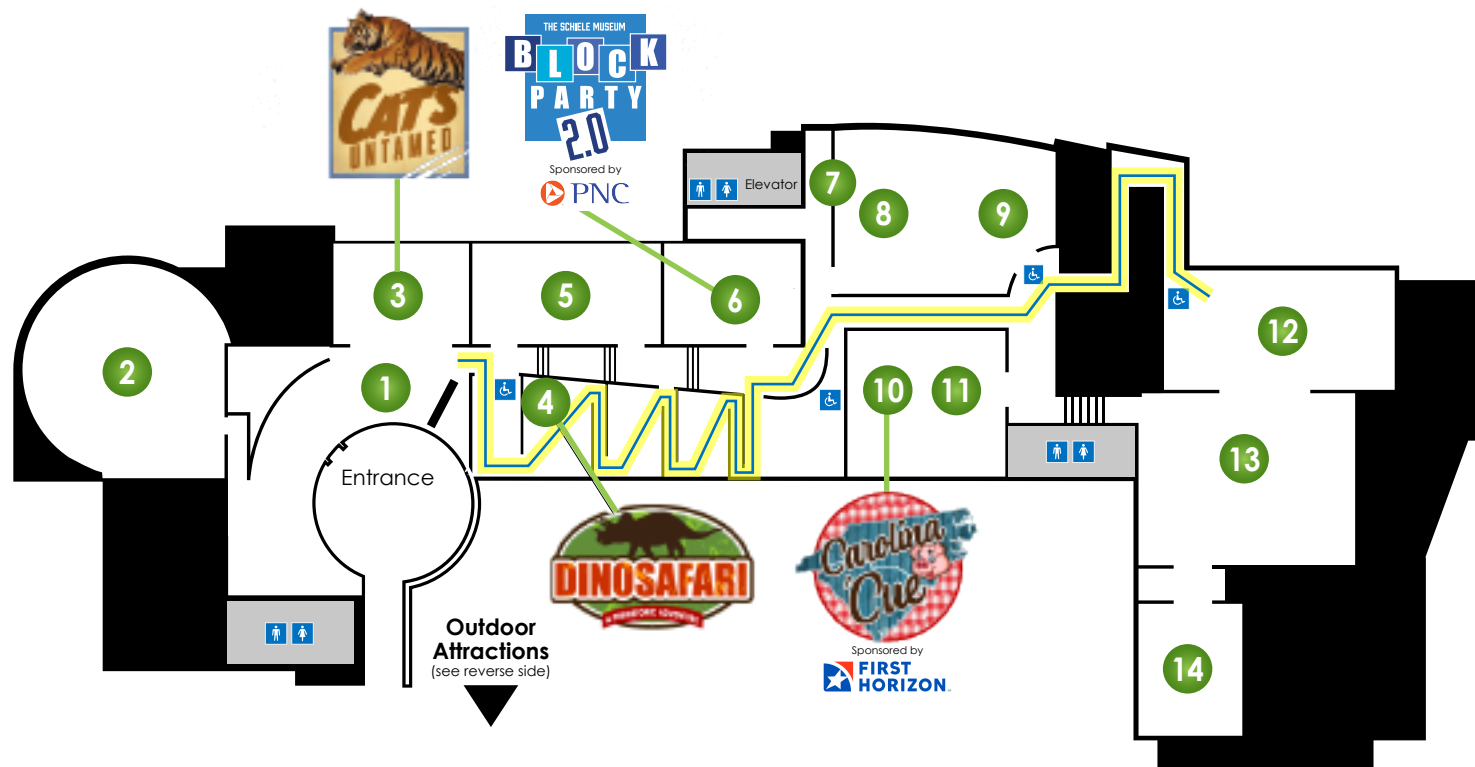 CATS
UNTAMED
THE SCHIELE MUSEUM
BLOCK
PARTY
2.0
Sponsored by
PNC
Elevator
7
8
9
3
5
6
12
2
1
4
10
11
13
Entrance
DINOSAFARI
A PREHISTORIC ADVENTURE
Carolina
'Cue
Outdoor
Attractions
(see reverse side)
Sponsored by
FIRST
HORIZON
14